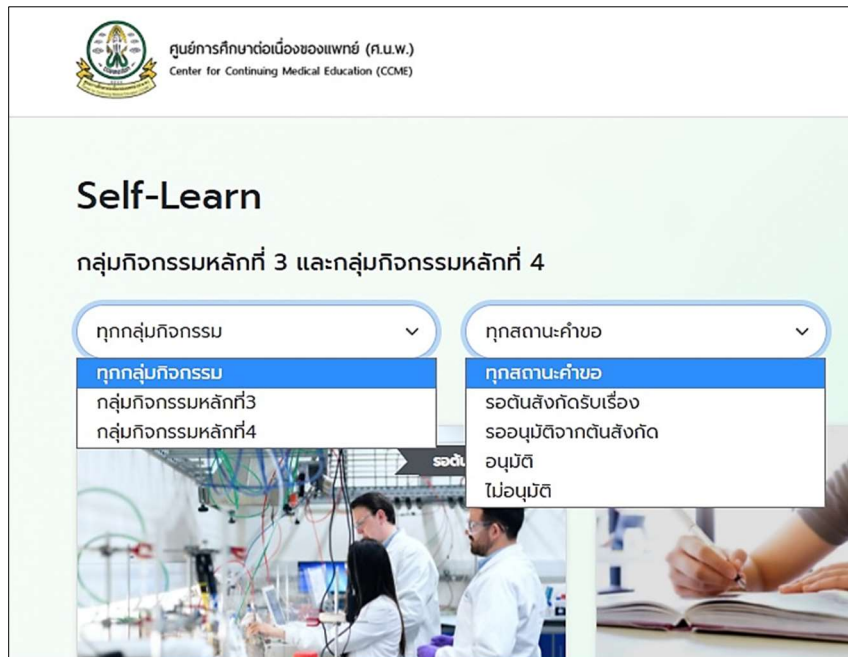 ศูนย์การศึกษาต่อเนื่องของแพทย์ (ศ.น.พ.)
Center for Continuing Medical Education (CCME)
Self-Learn
กลุ่มกิจกรรมหลักที่ 3 และกลุ่มกิจกรรมหลักที่ 4
ทุกกลุ่มกิจกรรม
ทุกกลุ่มกิจกรรม
กลุ่มกิจกรรมหลักที่3
กลุ่มกิจกรรมหลักที่4
ทุกสถานะคำขอ
ทุกสถานะคำขอ
รอต้นสังกัดรับเรื่อง
รออนุมัติจากต้นสังกัด
อนุมัติ
ไม่อนุมัติ